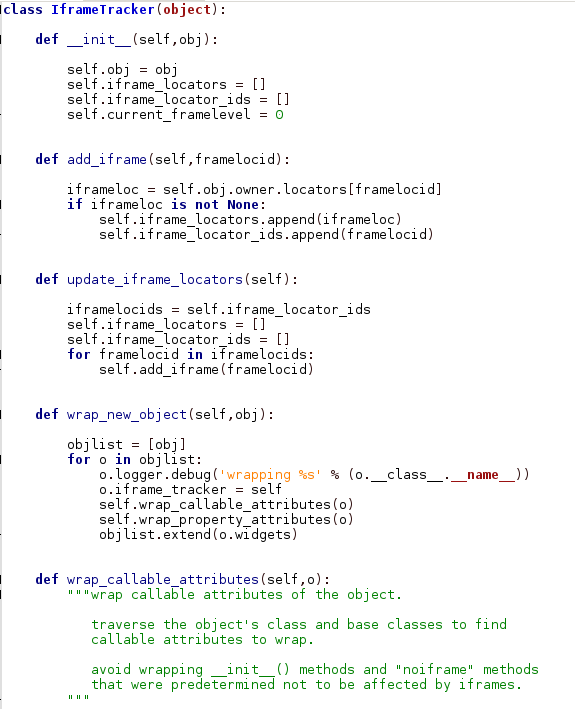 class IframeTracker(object):
    def __init__(self,obj):
        self.obj = obj
        self.iframe_locators = []
        self.iframe_locator_ids = []
        self.current_framelevel = 0
    def add_iframe(self,framelocid):
        iframeloc = self.obj.owner.locators[framelocid]
        if iframeloc is not None:
            self.iframe_locators.append(iframeloc)
            self.iframe_locator_ids.append(framelocid)
    def update_iframe_locators(self):
        iframelocids = self.iframe_locator_ids
        self.iframe_locators = []
        self.iframe_locator_ids = []
        for framelocid in iframelocids:
            self.add_iframe(framelocid)
    def wrap_new_object(self,obj):
        objlist = [obj]
        for o in objlist:
            o.logger.debug('wrapping %s' % (o.__class__.__name__))
            o.iframe_tracker = self
            self.wrap_callable_attributes(o)
            self.wrap_property_attributes(o)
            objlist.extend(o.widgets)
    def wrap_callable_attributes(self,o):
        """wrap callable attributes of the object.
           traverse the object's class and base classes to find
           callable attributes to wrap.
           avoid wrapping __init__() methods and "noiframe" methods
           that were predetermined not to be affected by iframes.
        """